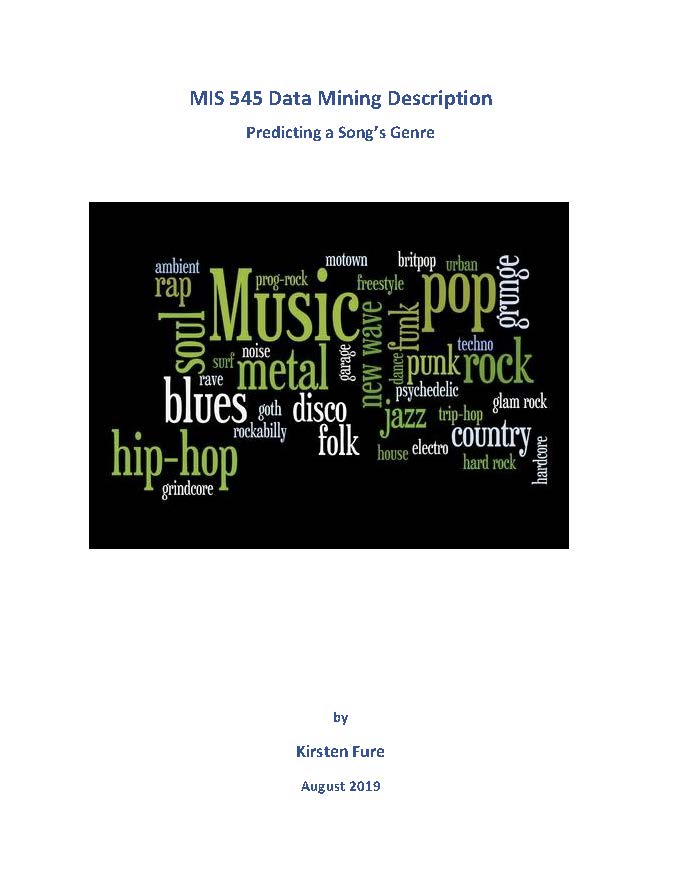 MIS 545 Data Mining Description
Predicting a Song's Genre
ambient
motown
britpop
urban
grunge
rap
prog-rock
freestyle
pop
Music
soul
new wave
funk
techno
noise
garage
dance
punk
rock
surf
metal
rave
psychedelic
blues
goth
disco
jazz
trip-hop
glam rock
rockabilly
folk
country
hip-hop
house
electro
hard rock
hardcore
grindcore
by
Kirsten Fure
August 2019